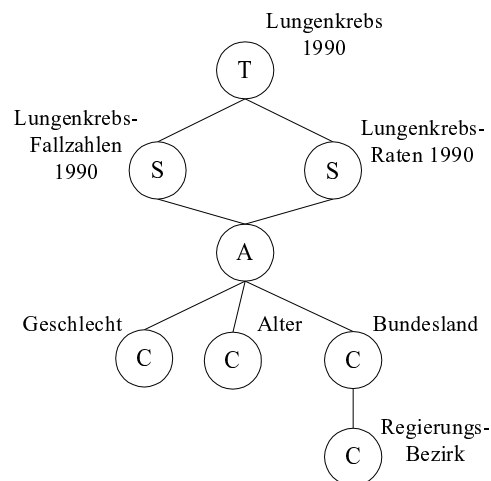 Lungenkrebs
1990
T
Lungenkrebs-
Fallzahlen
1990
S
Lungenkrebs-
Raten 1990
S
A
Geschlecht
C
Alter
C
Bundesland
C
Regierungs-
Bezirk
C